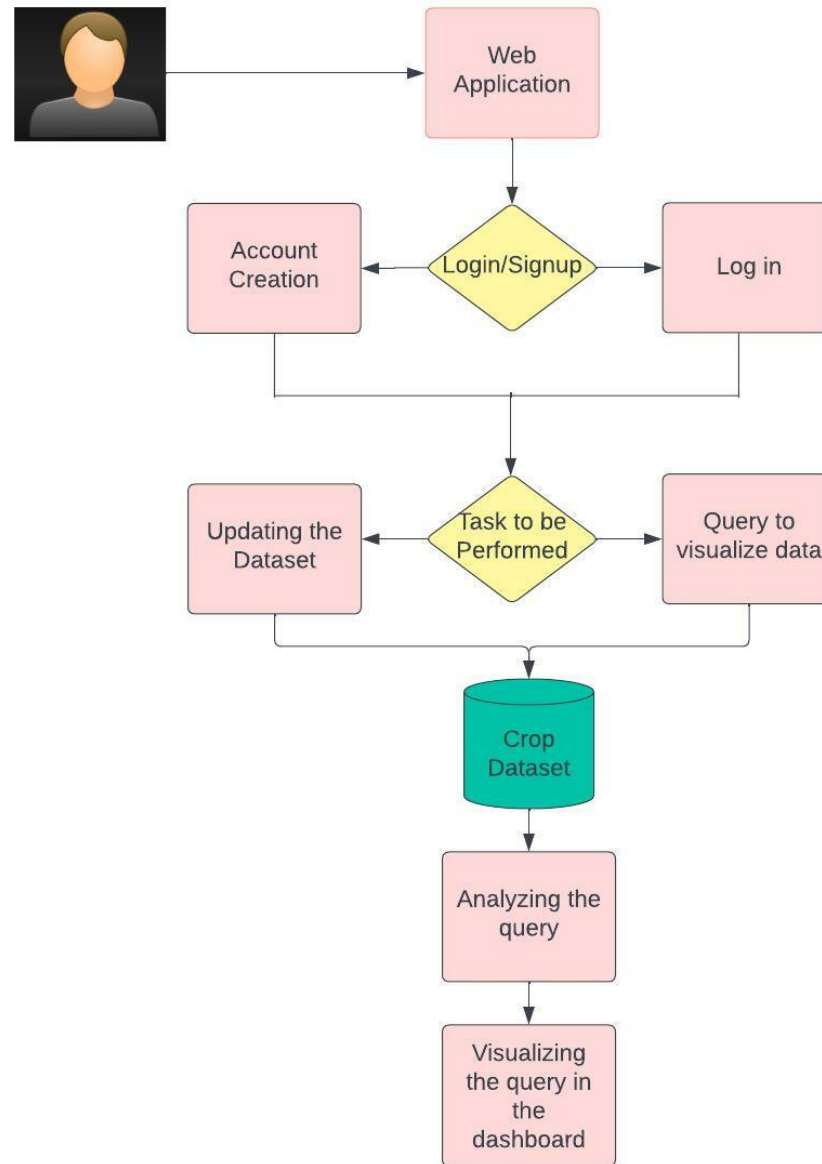 Web
Application
Account
Creation
Login/Signup
Log in
Updating the
Dataset
Task to be
Performed
Query to
visualize data
Crop
Dataset
Analyzing the
query
Visualizing
the query in
the
dashboard